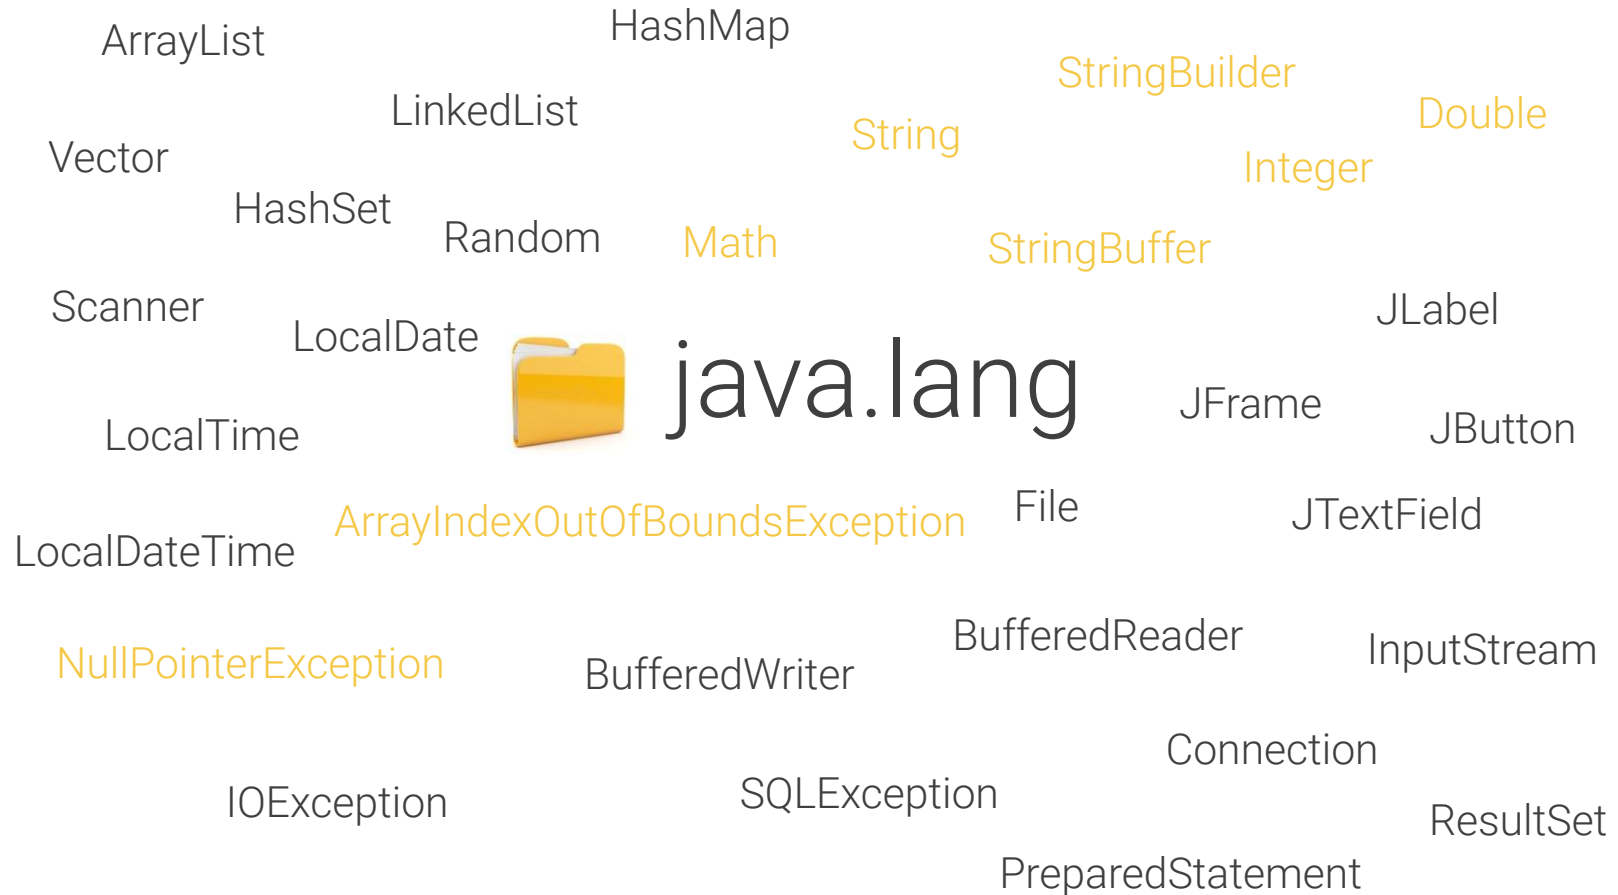 HashMap
ArrayList
StringBuilder
LinkedList
Double
String
Vector
Integer
HashSet
Random
Math
StringBuffer
Scanner
JLabel
LocalDate
java.lang
JFrame
JButton
LocalTime
File
JTextField
ArrayIndexOutOfBoundsException
LocalDateTime
BufferedReader
InputStream
NullPointerException
BufferedWriter
Connection
SQLException
IOException
ResultSet
PreparedStatement